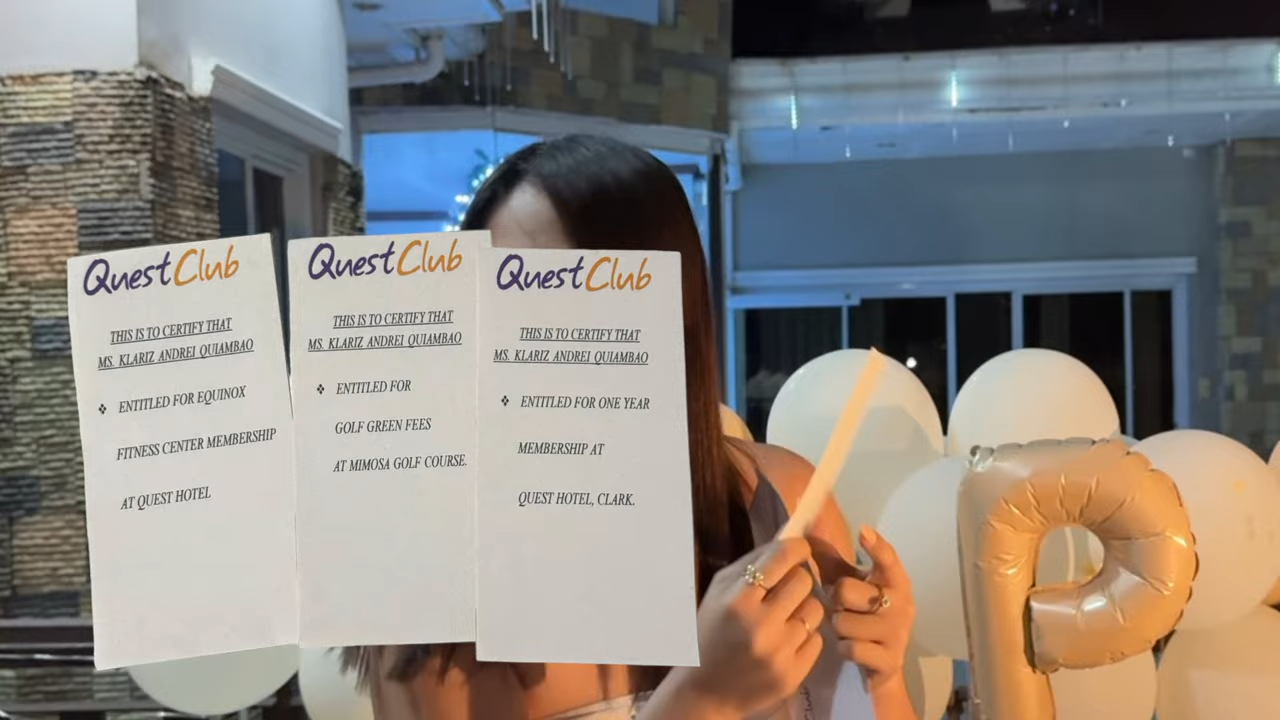 QuestClub
THIS IS TO CERTIFY THAT
MS. KLARIZ ANDREI QUIAMBAO
❖ ENTITLED FOR EQUINOX
FITNESS CENTER MEMBERSHIP
AT QUEST HOTEL
QuestClub
THIS IS TO CERTIFY THAT
MS. KLARIZ ANDREI QUIAMBAO
❖ ENTITLED FOR
GOLF GREEN FEES
AT MIMOSA GOLF COURSE.
QuestClub
THIS IS TO CERTIFY THAT
MS. KLARIZ ANDREI QUIAMBAO
❖ ENTITLED FOR ONE YEAR
MEMBERSHIP AT
QUEST HOTEL, CLARK.
P